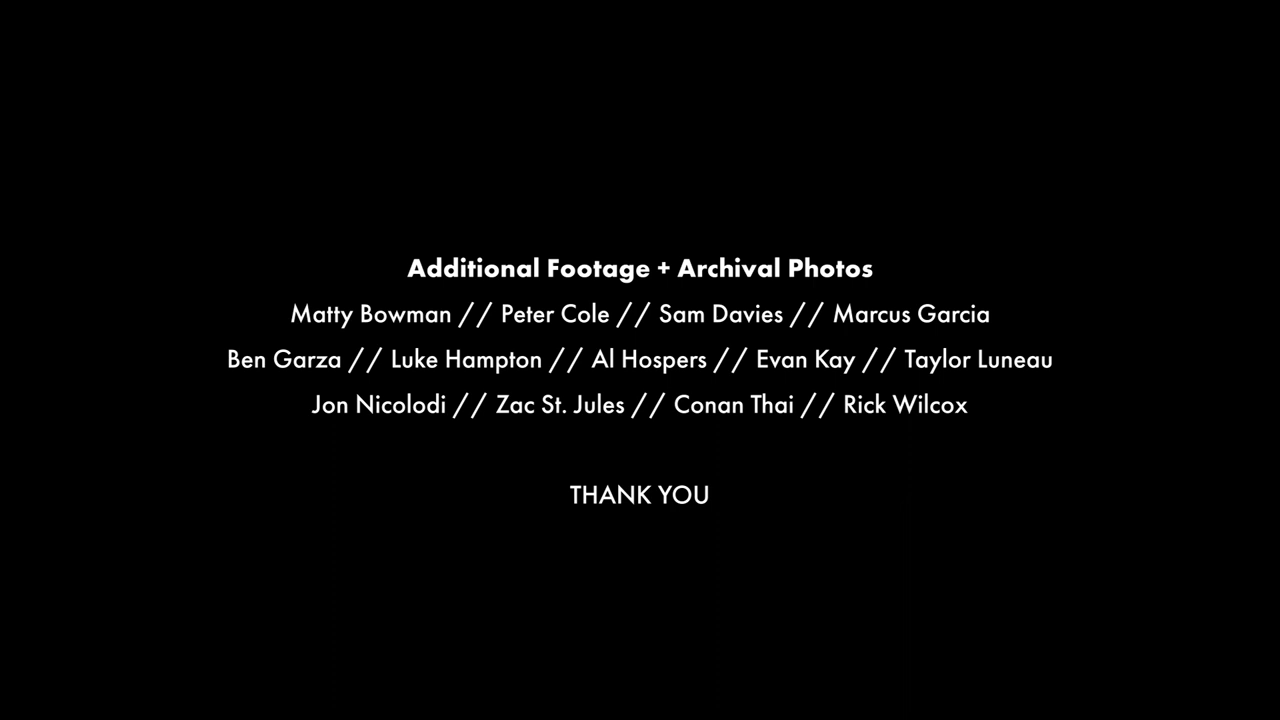 Additional Footage + Archival Photos
Matty Bowman // Peter Cole // Sam Davies // Marcus Garcia
Ben Garza // Luke Hampton // Al Hospers // Evan Kay // Taylor Luneau
Jon Nicolodi // Zac St. Jules // Conan Thai // Rick Wilcox
THANK YOU